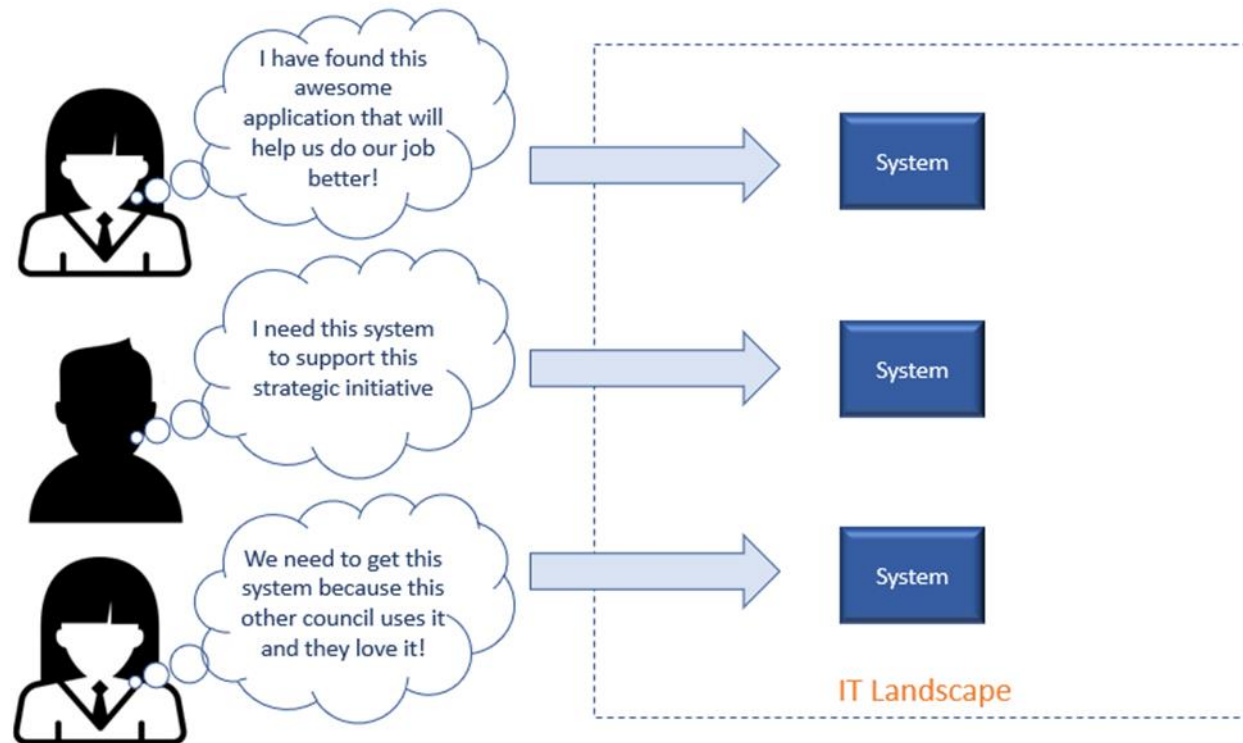 I have found this
awesome
application that will
help us do our job
better!
System
I need this system
to support this
strategic initiative
System
We need to get this
system because this
other council uses it
and they love it!
System
IT Landscape